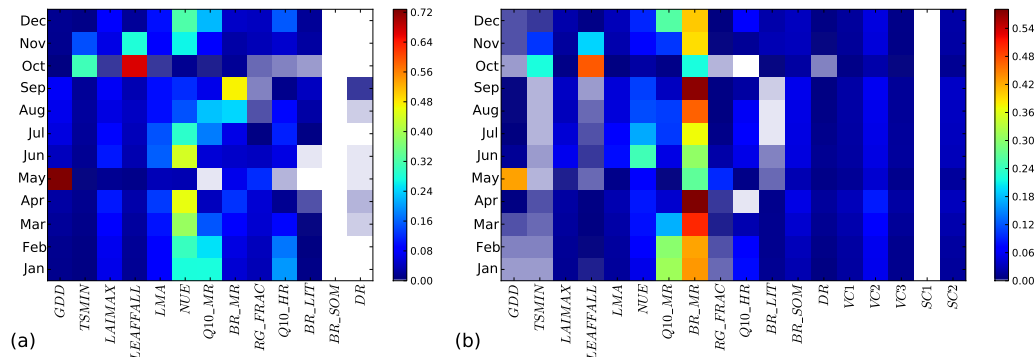 Dec
Nov
Oct
Sep
Aug
Jul
Jun
May
Apr
Mar
Feb
Jan
GDD
TSMIN
LAIMAX
LEAFFALL
LMA
NUE
Q10_MR
BR_MR
RG_FRAC
Q10_HR
BR_LIT
BR_SOM
DR
0.72
0.64
0.56
0.48
0.40
0.32
0.24
0.16
0.08
0.00
(a)
Dec
Nov
Oct
Sep
Aug
Jul
Jun
May
Apr
Mar
Feb
Jan
GDD
TSMIN
LAIMAX
LEAFFALL
LMA
NUE
Q10_MR
BR_MR
RG_FRAC
Q10_HR
BR_LIT
BR_SOM
DR
VC1
VC2
VC3
SC1
SC2
0.54
0.48
0.42
0.36
0.30
0.24
0.18
0.12
0.06
0.00
(b)